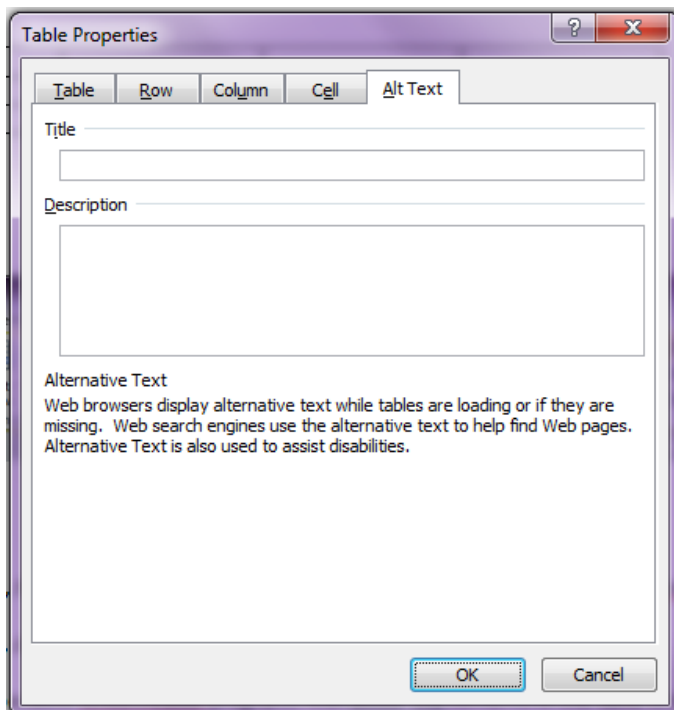 Table Properties
Table Row Column Cell Alt Text
Title
Description
Alternative Text
Web browsers display alternative text while tables are loading or if they are
missing. Web search engines use the alternative text to help find Web pages.
Alternative Text is also used to assist disabilities.
OK Cancel